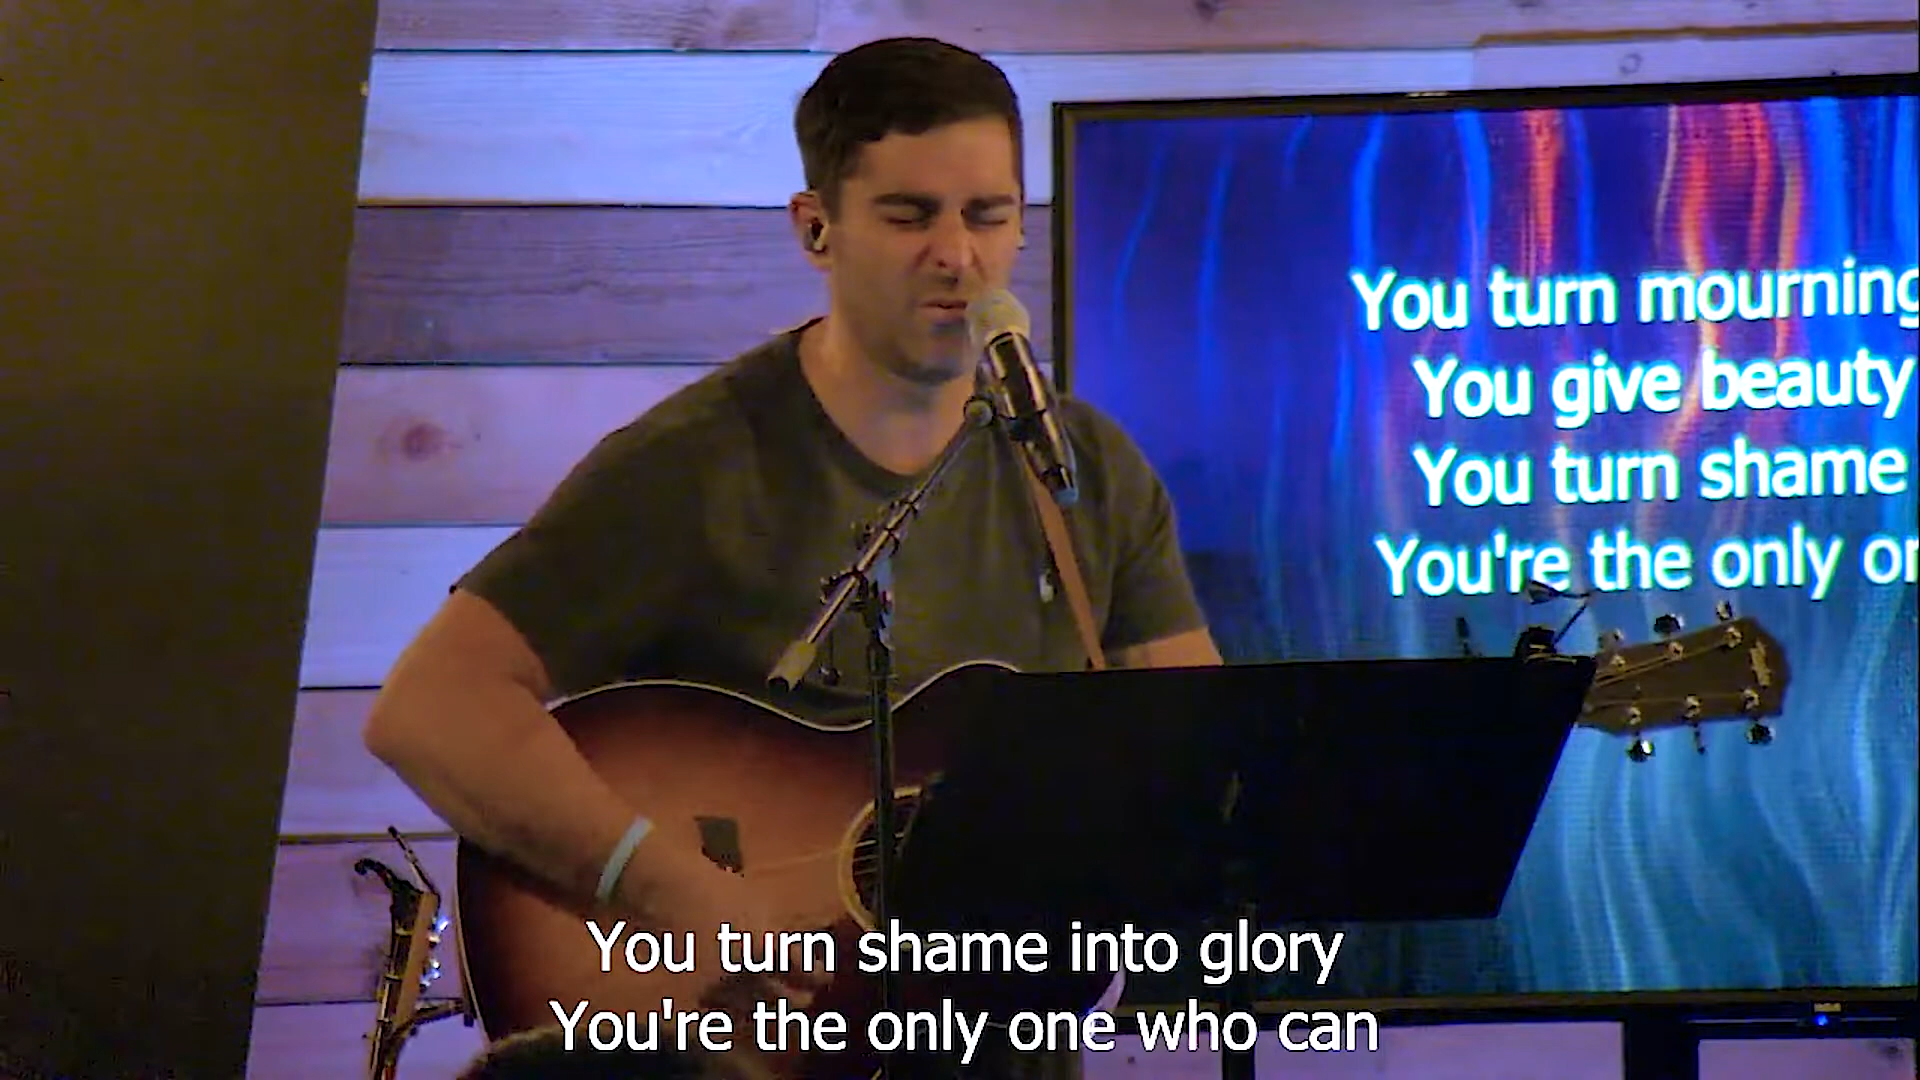 You turn mourning
You give beauty
You turn shame
You're the only
You turn shame into glory
You're the only one who can